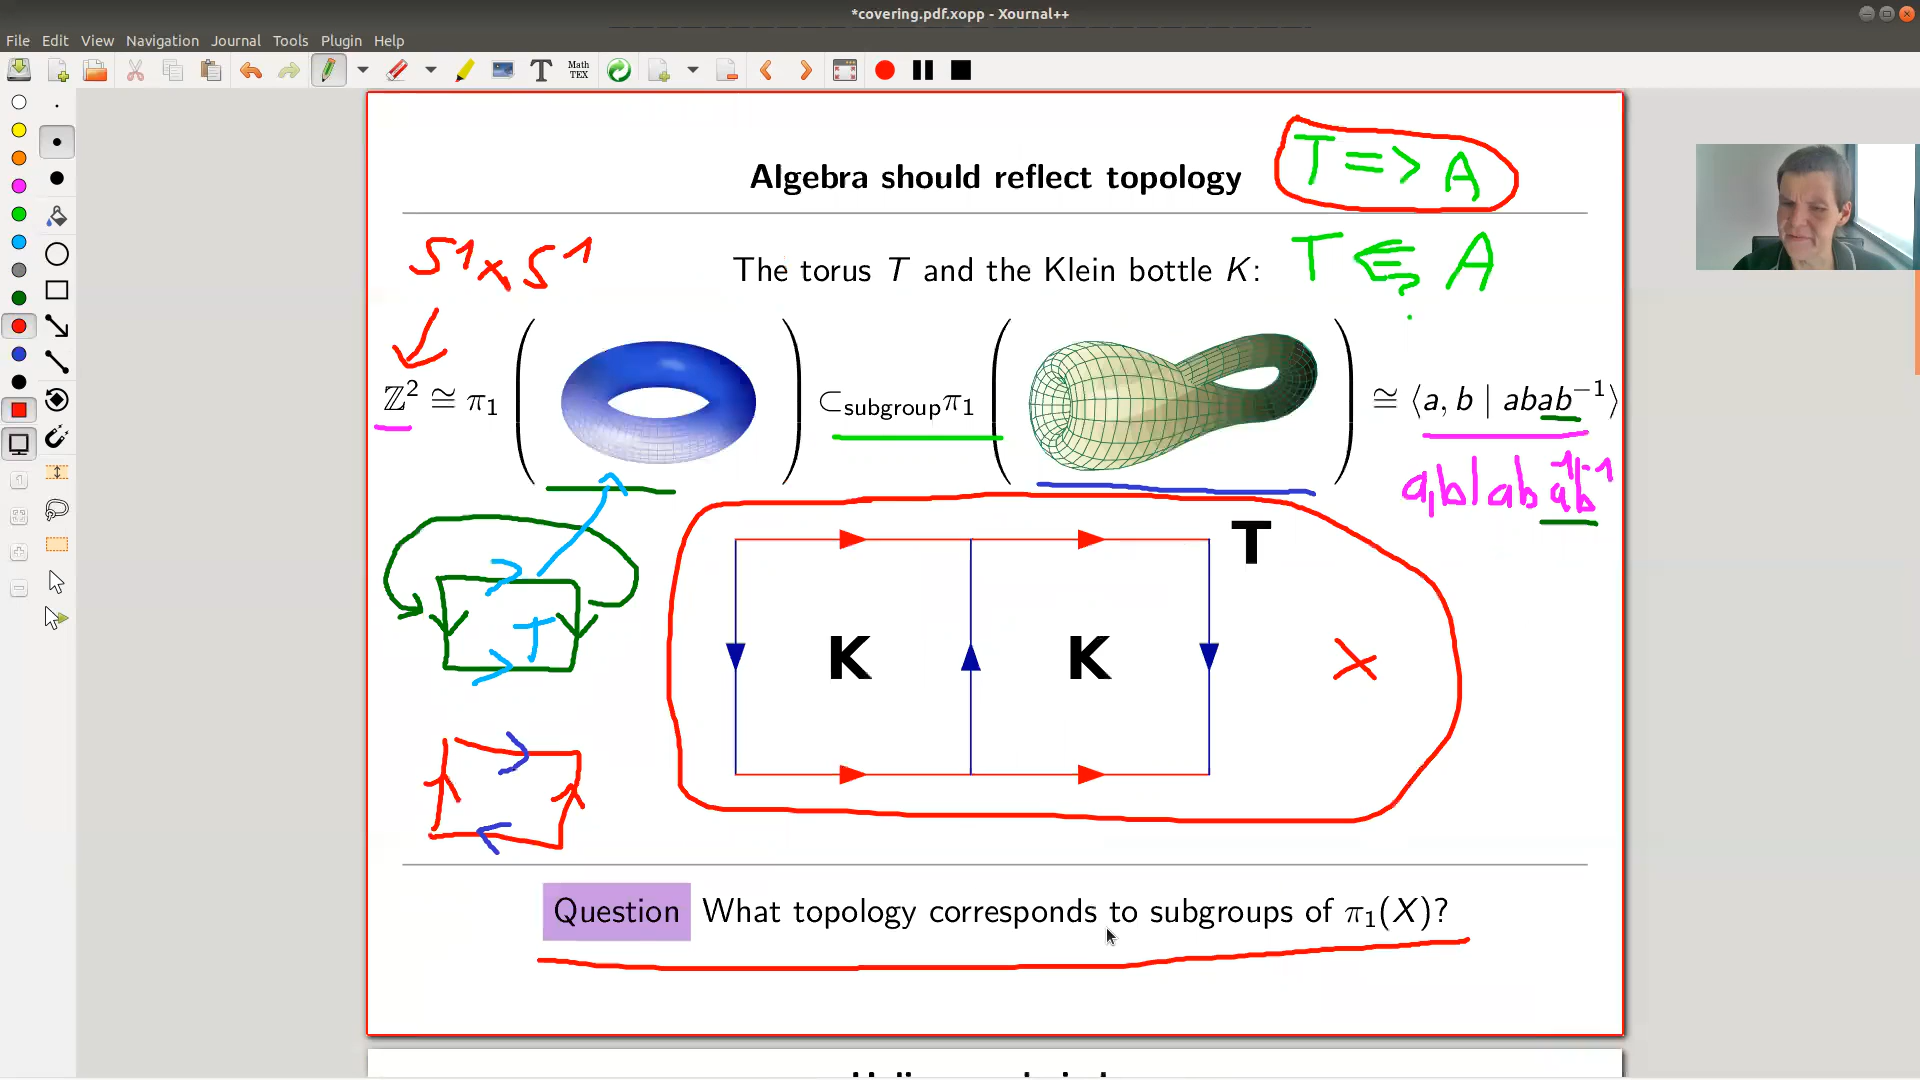 *covering.pdf.xopp - Xournal++
File Edit View Navigation Journal Tools Plugin Help
Math
TEX
Algebra should reflect topology
T => A
S¹ × S¹
The torus T and the Klein bottle K:
T ⇐ A
?
ℤ² ≅ π₁ ( ) ⊂subgroup π₁ ( ) ≅ ⟨a, b | abab⁻¹⟩
a,b | ab a⁻¹b⁻¹
T
T
K K
X
Question What topology corresponds to subgroups of π₁(X)?